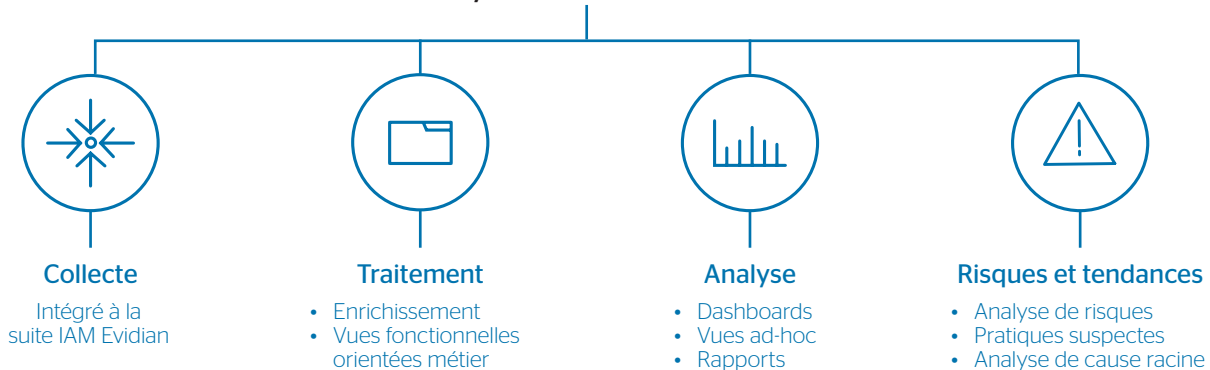 Collecte
Intégré à la
suite IAM Evidian
Traitement
• Enrichissement
• Vues fonctionnelles
orientées métier
Analyse
• Dashboards
• Vues ad-hoc
• Rapports
Risques et tendances
• Analyse de risques
• Pratiques suspectes
• Analyse de cause racine